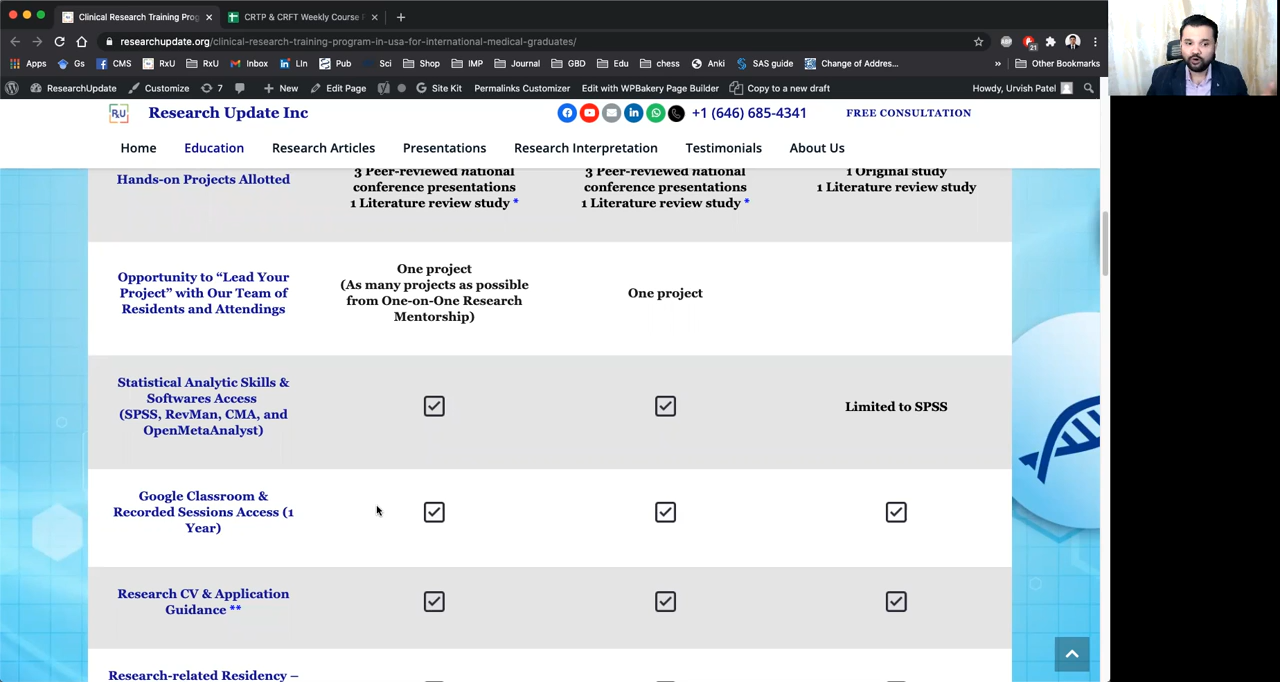 Clinical Research Training Prog
CRTP & CRFT Weekly Course
researchupdate.org/clinical-research-training-program-in-usa-for-international-medical-graduates/
21
Apps Gs CMS RxU RxU Inbox LIn Pub Sci Shop IMP Journal GBD Edu chess Anki SAS guide Change of Addres... » Other Bookmarks
ResearchUpdate Customize 7 New Edit Page Site Kit Permalinks Customizer Edit with WPBakery Page Builder Copy to a new draft Howdy, Urvish Patel
RU Research Update Inc +1 (646) 685-4341 FREE CONSULTATION
Home Education Research Articles Presentations Research Interpretation Testimonials About Us
Hands-on Projects Allotted
3 Peer-reviewed national
conference presentations
1 Literature review study *
3 Peer-reviewed national
conference presentations
1 Literature review study *
1 Original study
1 Literature review study
Opportunity to “Lead Your
Project” with Our Team of
Residents and Attendings
One project
(As many projects as possible
from One-on-One Research
Mentorship)
One project
Statistical Analytic Skills &
Softwares Access
(SPSS, RevMan, CMA, and
OpenMetaAnalyst)
Limited to SPSS
Google Classroom &
Recorded Sessions Access (1
Year)
Research CV & Application
Guidance **
Research-related Residency –